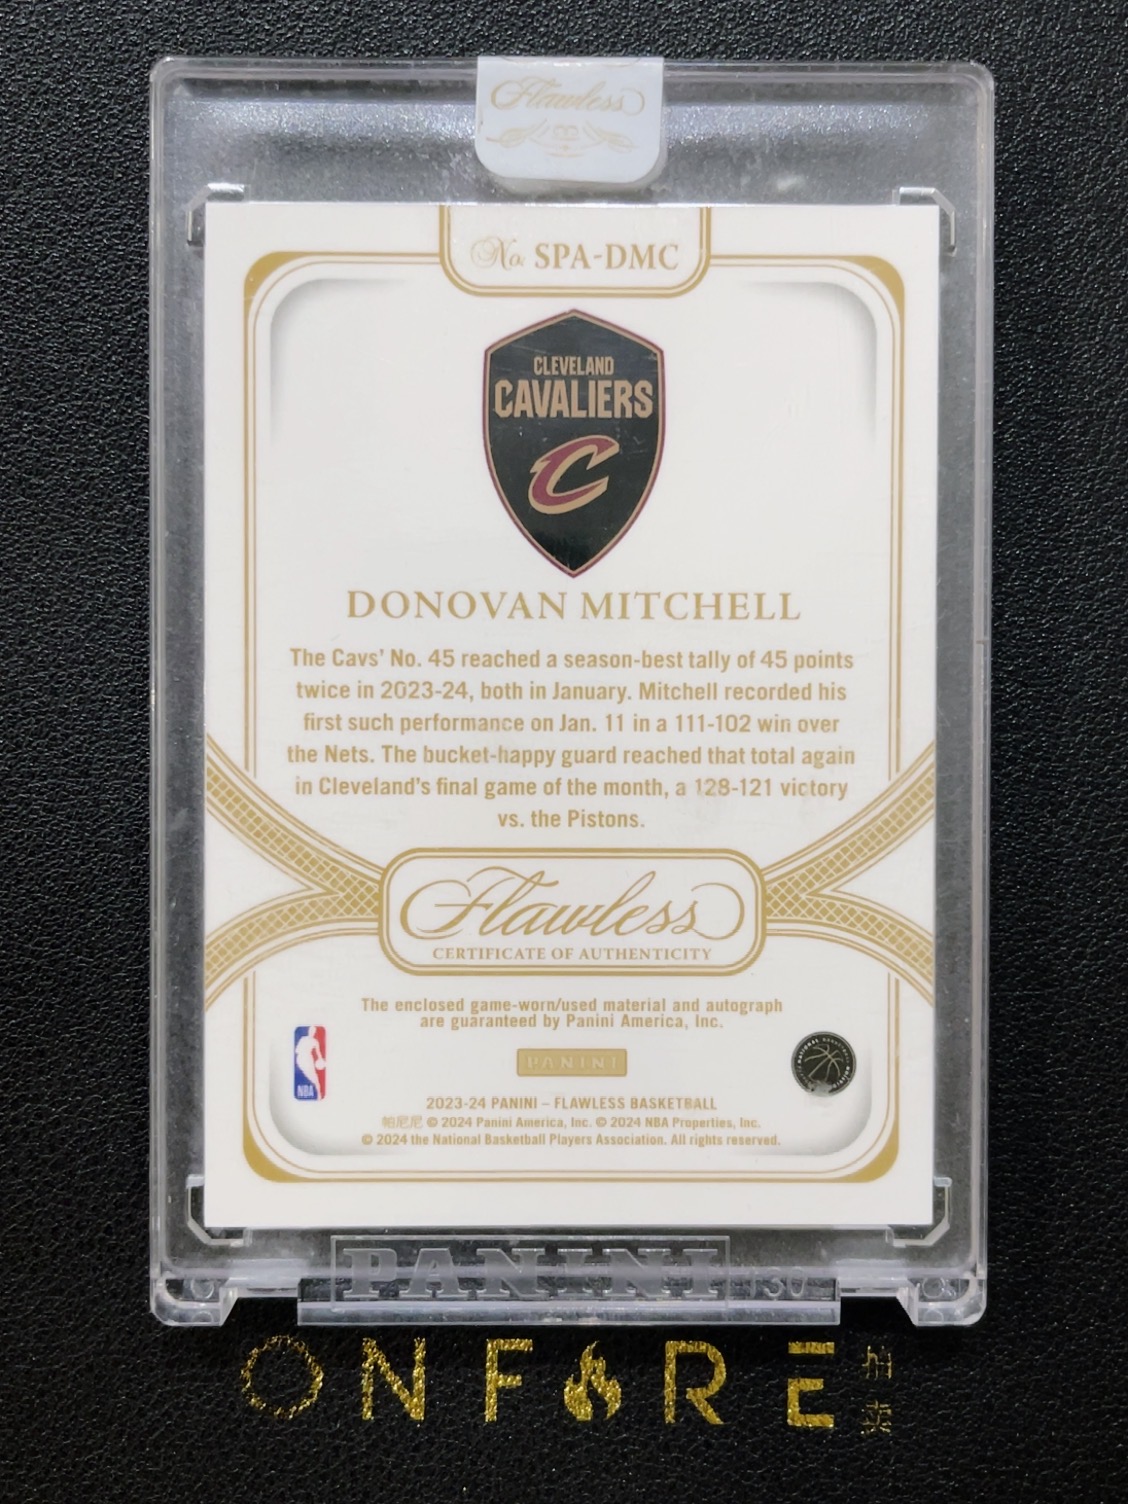 Flawless
No. SPA-DMC
CLEVELAND
CAVALIERS
C
DONOVAN MITCHELL
The Cavs' No. 45 reached a season-best tally of 45 points
twice in 2023-24, both in January. Mitchell recorded his
first such performance on Jan. 11 in a 111-102 win over
the Nets. The bucket-happy guard reached that total again
in Cleveland's final game of the month, a 128-121 victory
vs. the Pistons.
Flawless
CERTIFICATE OF AUTHENTICITY
The enclosed game-worn/used material and autograph
are guaranteed by Panini America, Inc.
NBA
PANINI
2023-24 PANINI – FLAWLESS BASKETBALL
帕尼尼 © 2024 Panini America, Inc. © 2024 NBA Properties, Inc.
© 2024 the National Basketball Players Association. All rights reserved.
PANINI
ONFIRE
拍卖